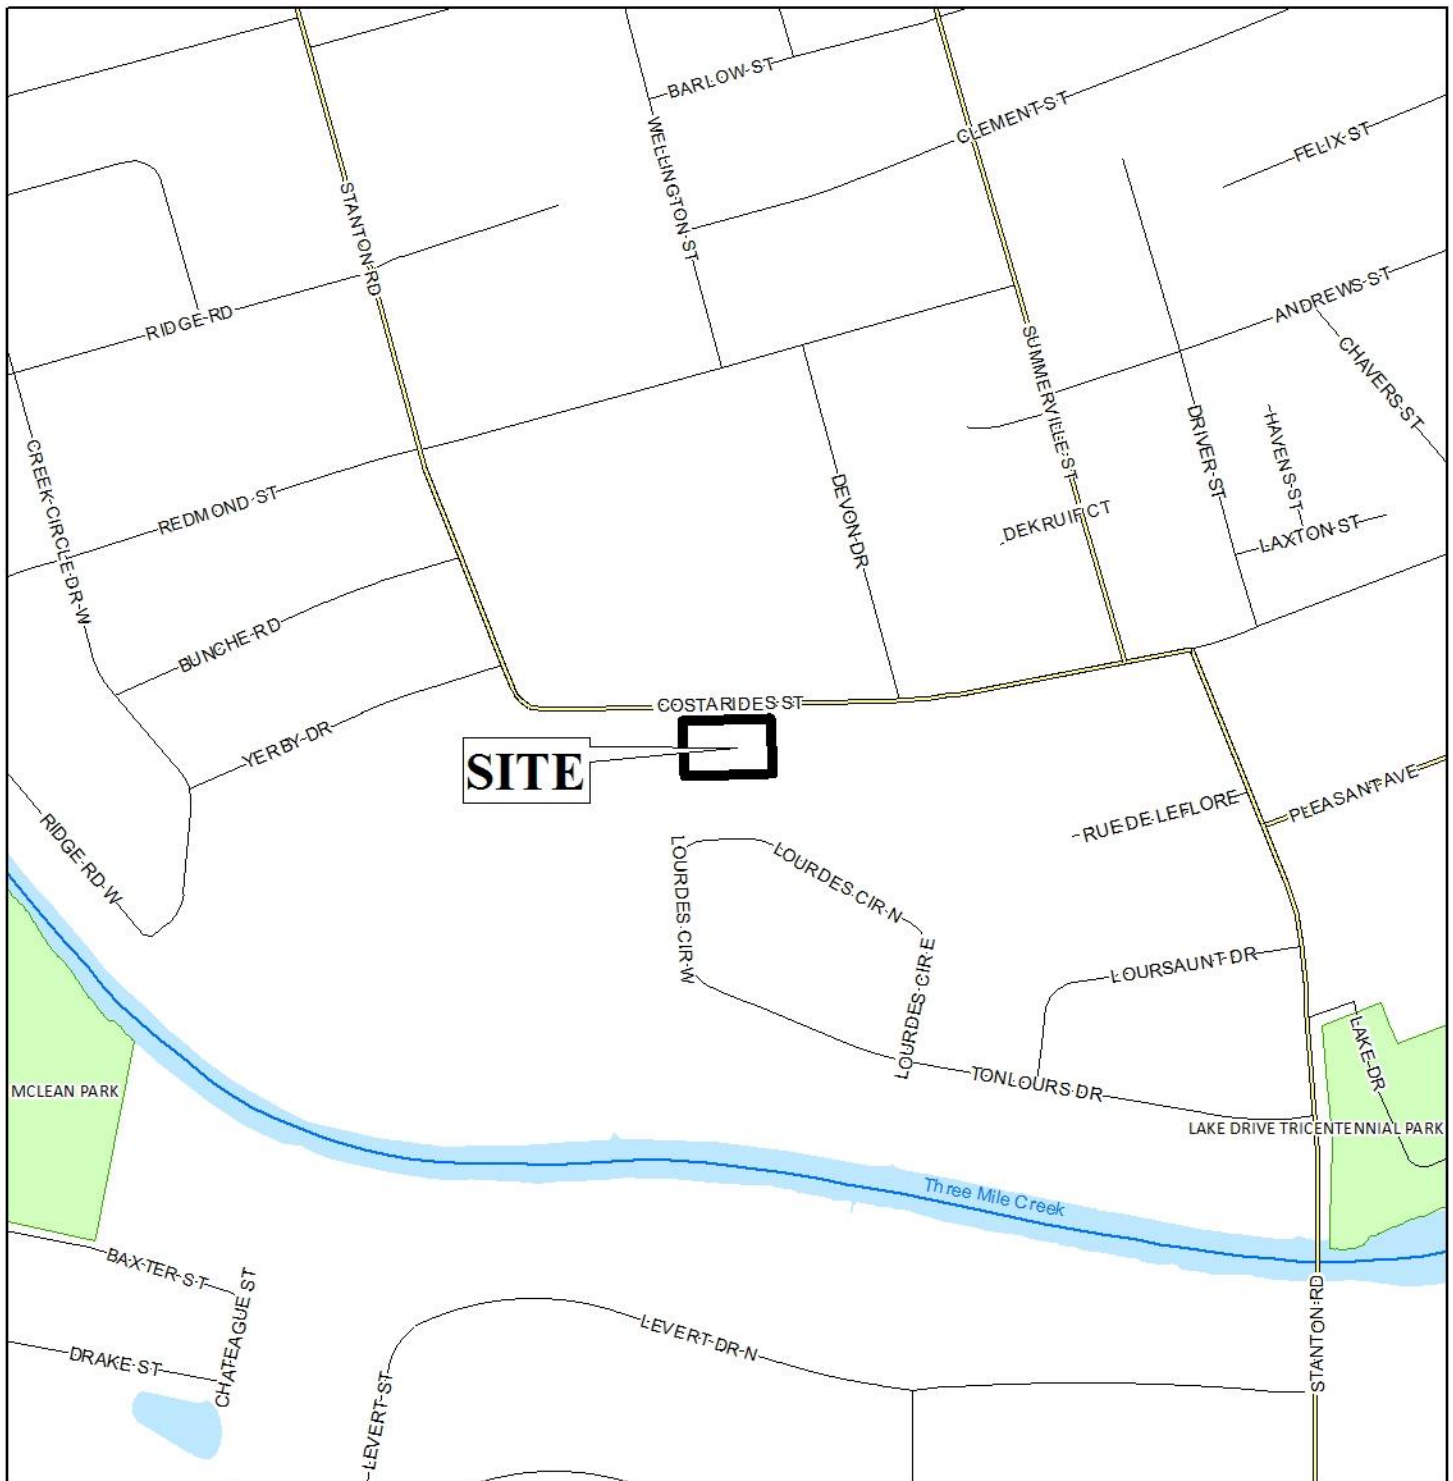 BARLOW ST
CLEMENT ST
FELIX ST
WELLINGTON ST
STANTON RD
RIDGE RD
ANDREWS ST
CHAVERS ST
SUMMERVILLE ST
DRIVER ST
HAVENS ST
CREEK CIRCLE DR W
REDMOND ST
DEVON DR
DEKRUIF CT
LAXTON ST
BUNCHE RD
COSTARIDES ST
YERBY DR
SITE
RIDGE RD W
RUE DE LEFLORE
PLEASANT AVE
LOURDES CIR W
LOURDES CIR N
LOURDES CIR E
LOURSAUNT DR
LAKE DR
TONLOURS DR
MCLEAN PARK
LAKE DRIVE TRICENTENNIAL PARK
Three Mile Creek
BAXTER ST
CHATEAGUE ST
STANTON RD
LEVERT DR N
DRAKE ST
LEVERT ST